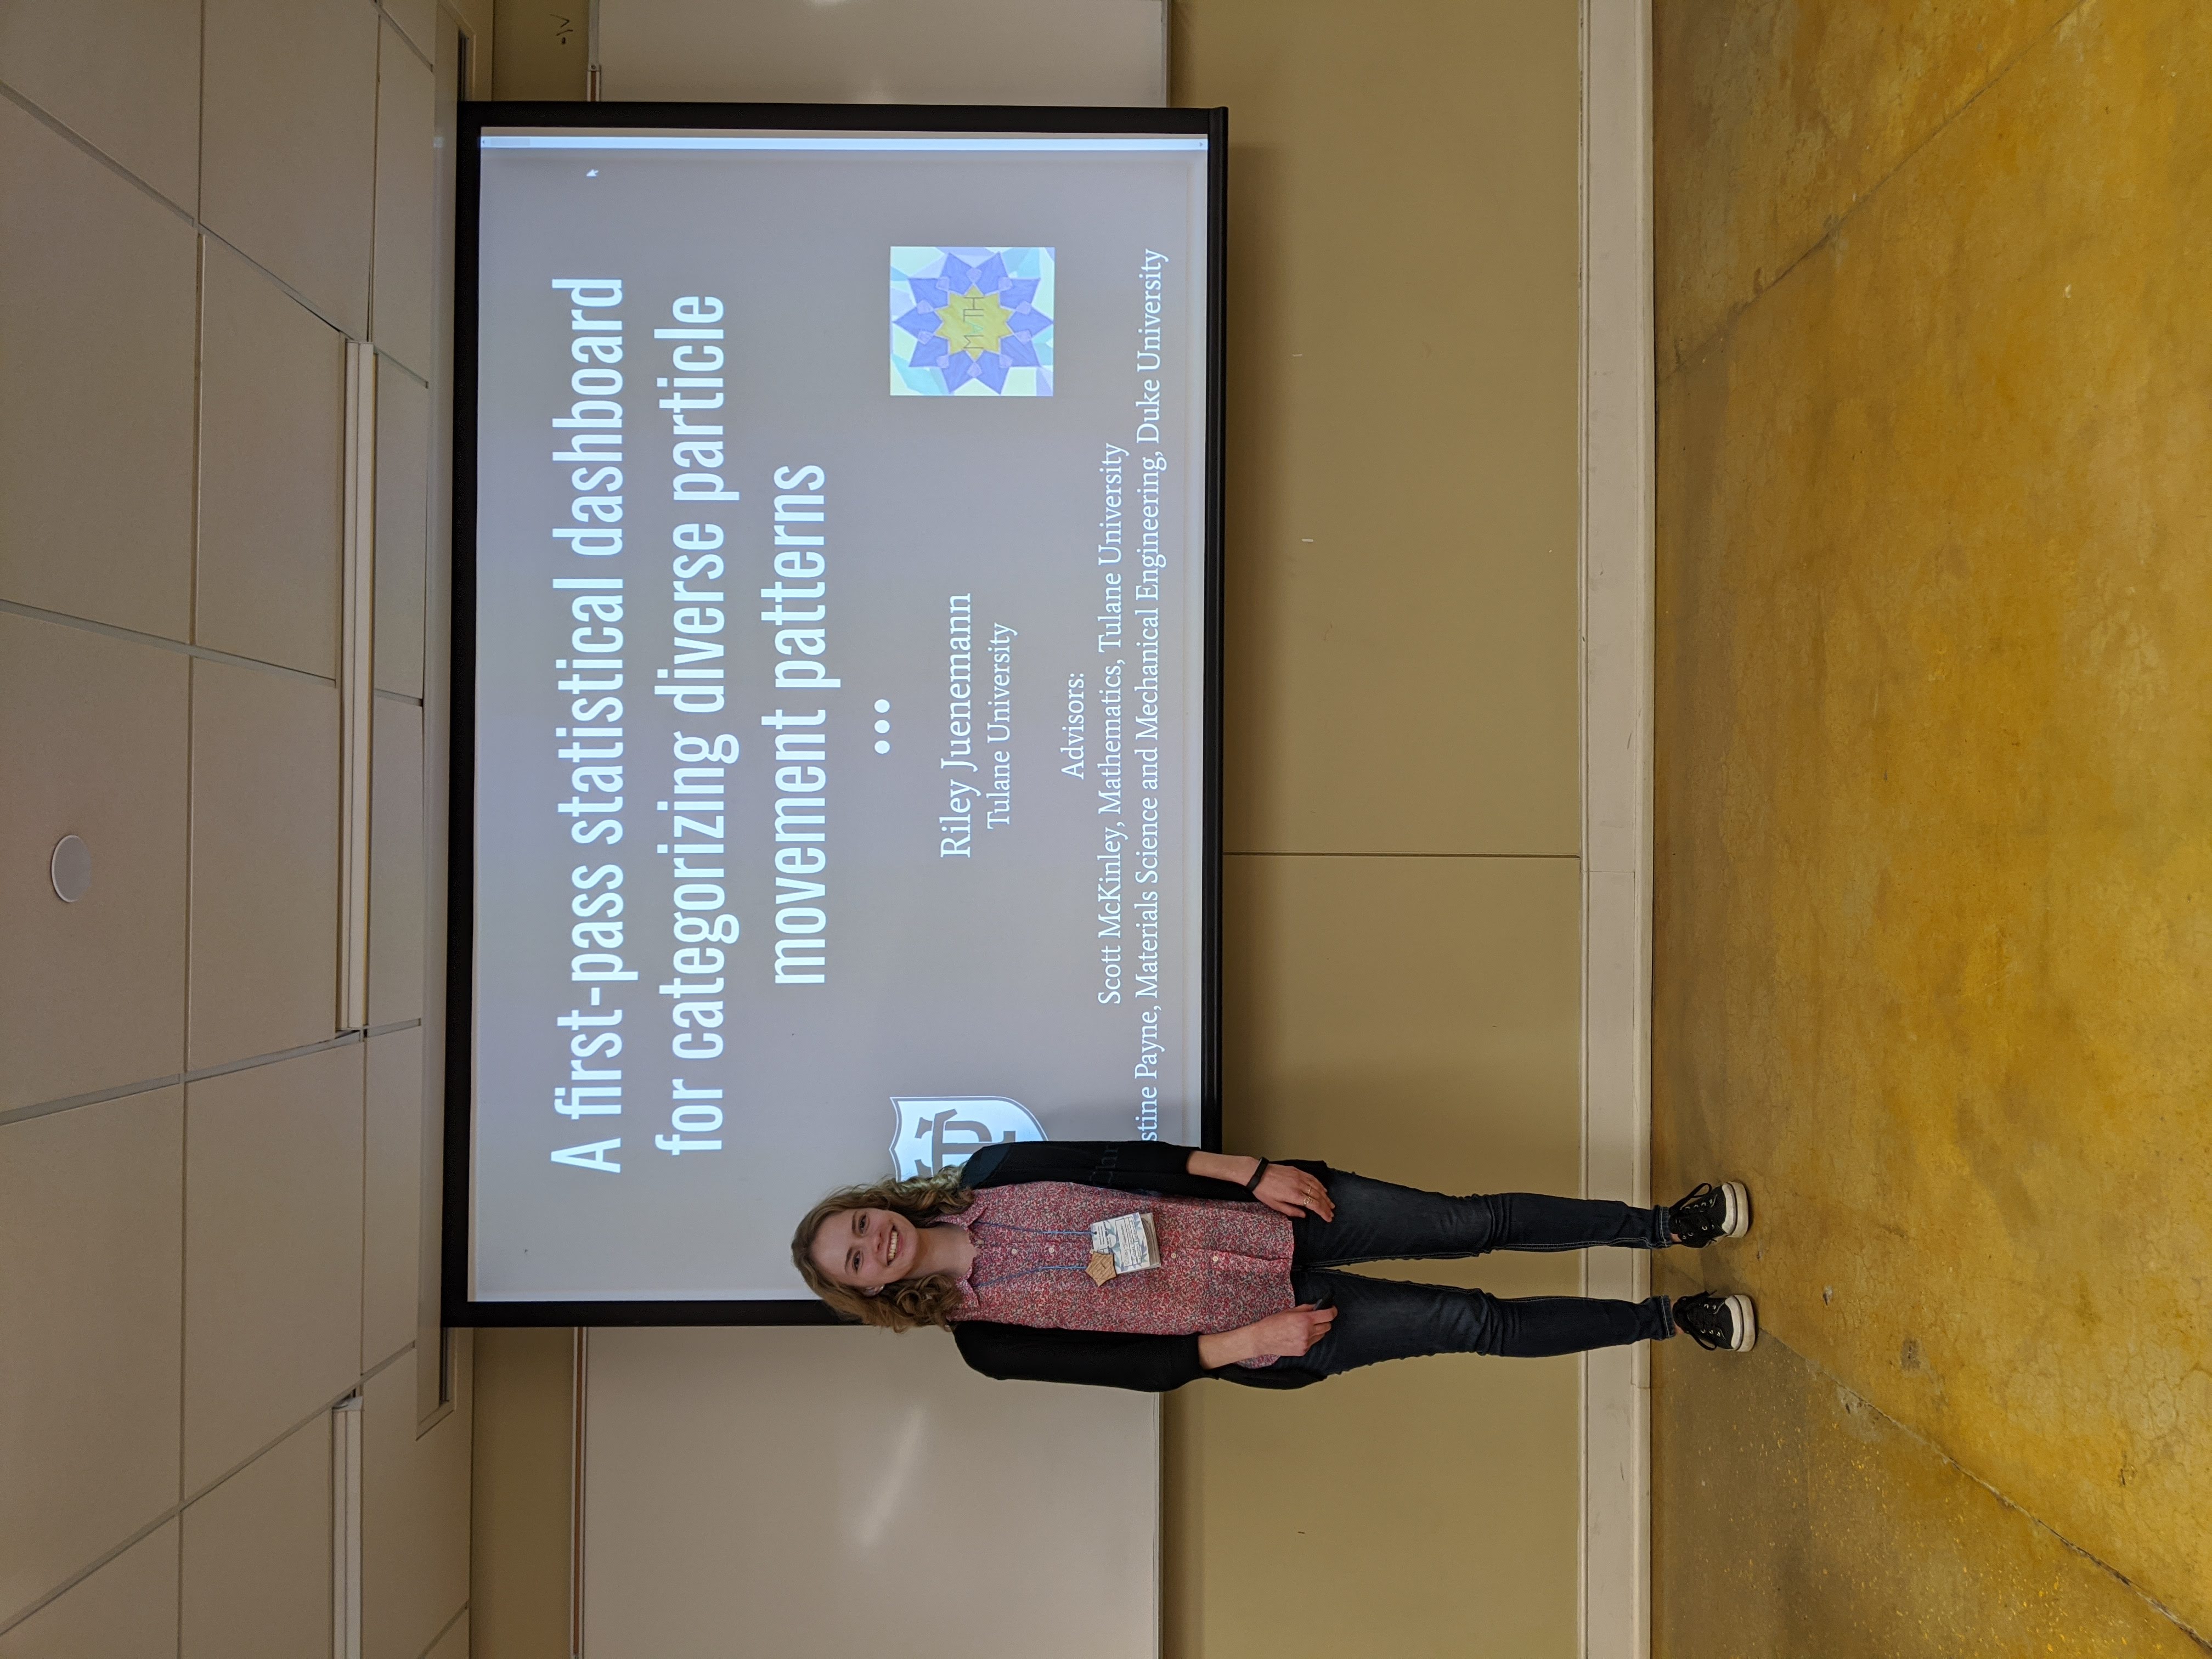 A first-pass statistical dashboard
for categorizing diverse particle
movement patterns
Riley Juenemann
Tulane University
MATH
Advisors:
Scott McKinley, Mathematics, Tulane University
stine Payne, Materials Science and Mechanical Engineering, Duke University